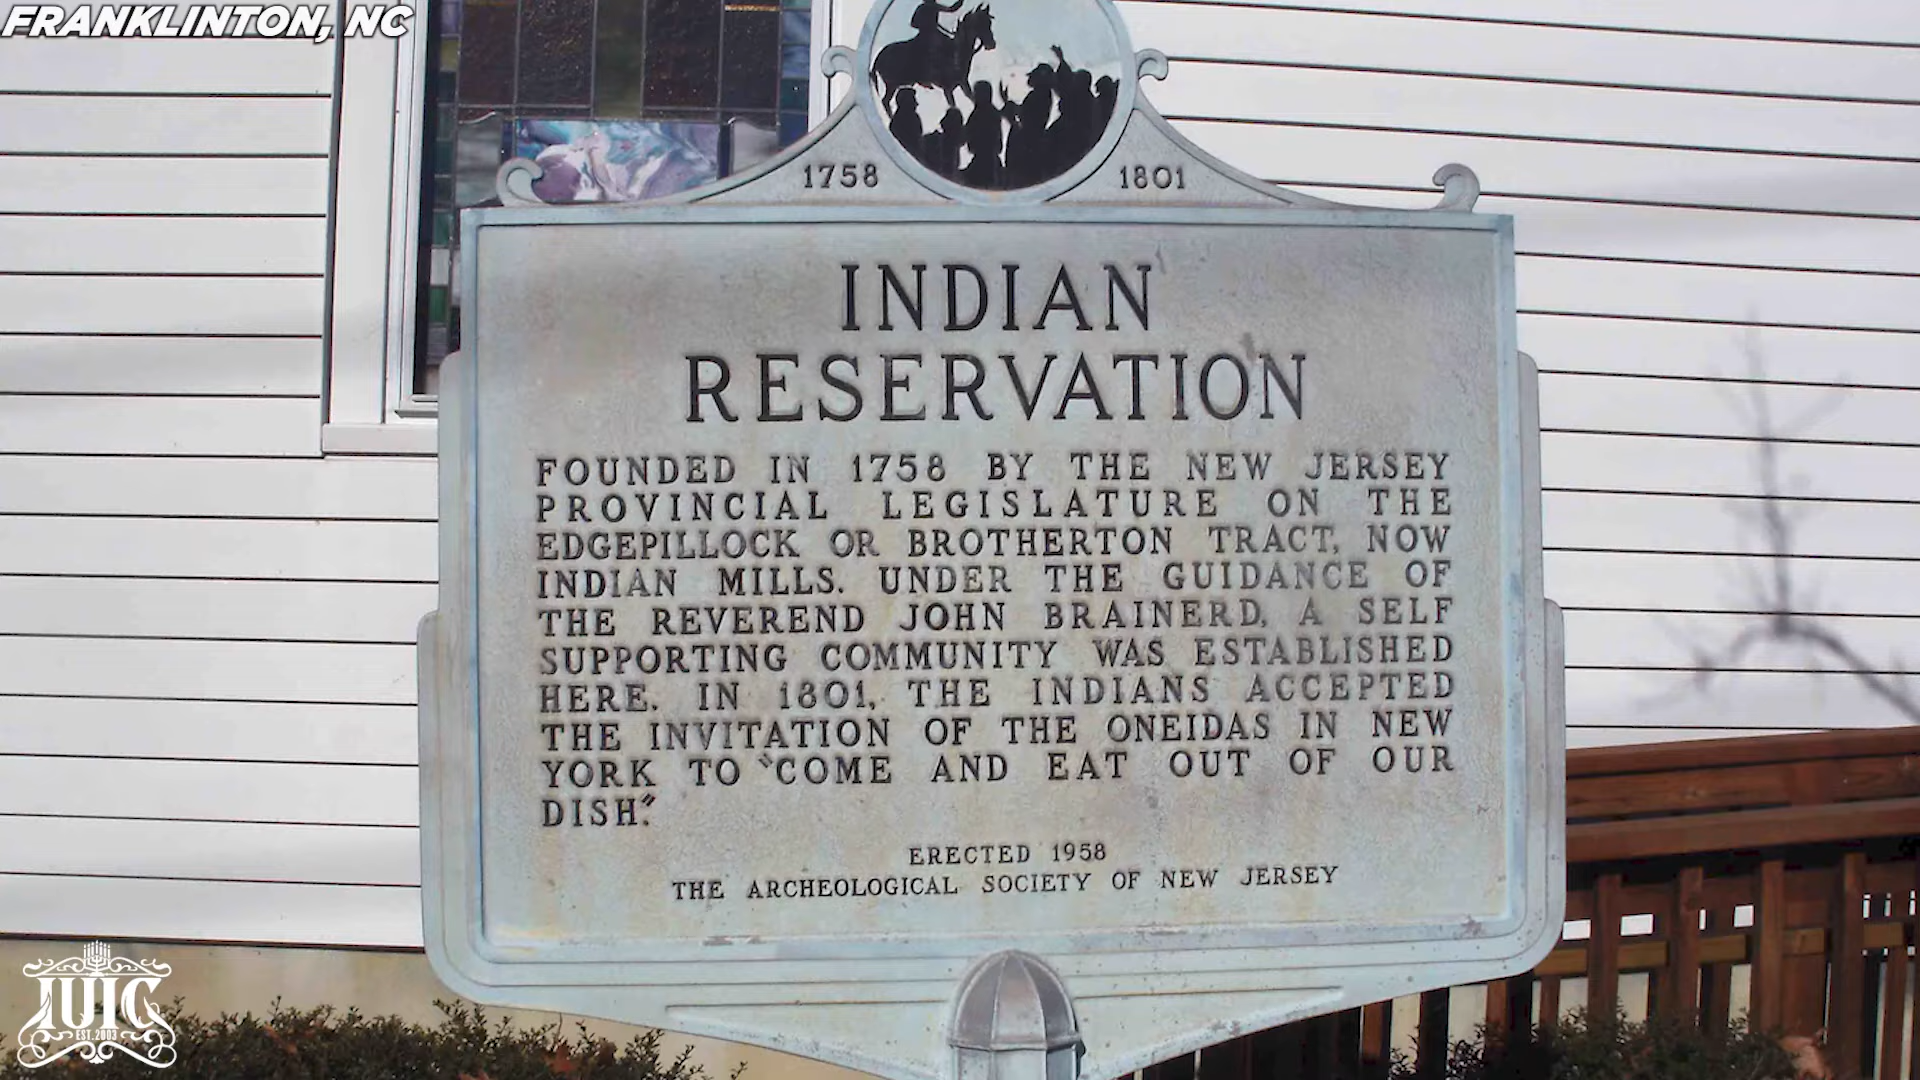 FRANKLINTON, NC
1758 1801
INDIAN
RESERVATION
FOUNDED IN 1758 BY THE NEW JERSEY
PROVINCIAL LEGISLATURE ON THE
EDGEPILLOCK OR BROTHERTON TRACT, NOW
INDIAN MILLS. UNDER THE GUIDANCE OF
THE REVEREND JOHN BRAINERD, A SELF
SUPPORTING COMMUNITY WAS ESTABLISHED
HERE. IN 1801, THE INDIANS ACCEPTED
THE INVITATION OF THE ONEIDAS IN NEW
YORK TO "COME AND EAT OUT OF OUR
DISH."
ERECTED 1958
THE ARCHEOLOGICAL SOCIETY OF NEW JERSEY
IUIC
EST. 2003